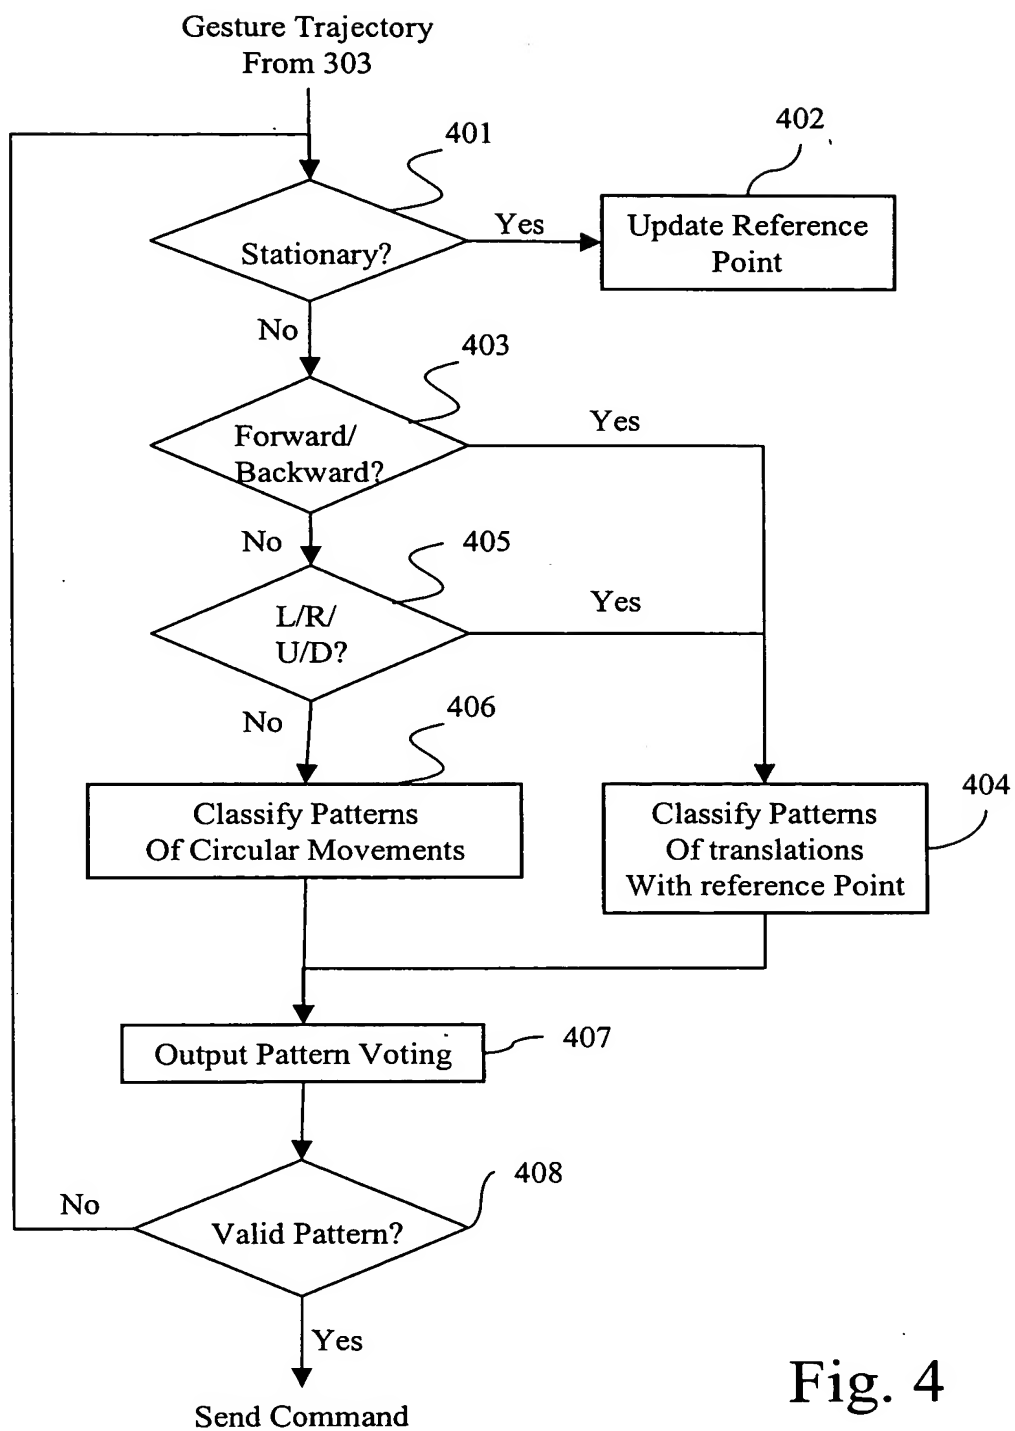 Gesture Trajectory
From 303
401
402
Stationary?
Yes
Update Reference
Point
No
403
Forward/
Backward?
Yes
No
405
L/R/
U/D?
Yes
No
406
404
Classify Patterns
Of Circular Movements
Classify Patterns
Of translations
With reference Point
407
Output Pattern Voting
408
No
Valid Pattern?
Yes
Send Command
Fig. 4